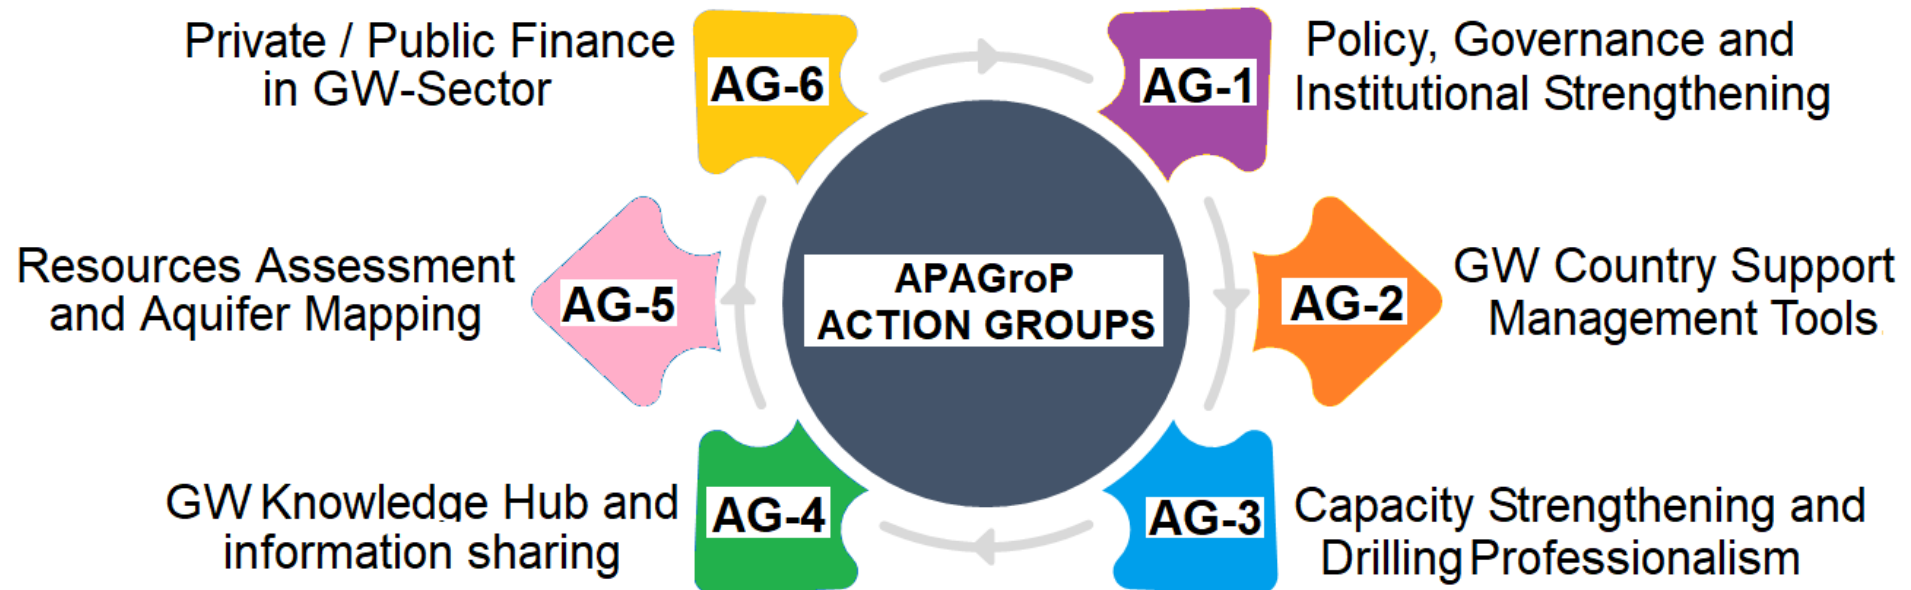 Private / Public Finance
in GW-Sector
AG-6
AG-1
Policy, Governance and
Institutional Strengthening
Resources Assessment
and Aquifer Mapping
AG-5
APAGroP
ACTION GROUPS
AG-2
GW Country Support
Management Tools
GW Knowledge Hub and
information sharing
AG-4
AG-3
Capacity Strengthening and
Drilling Professionalism